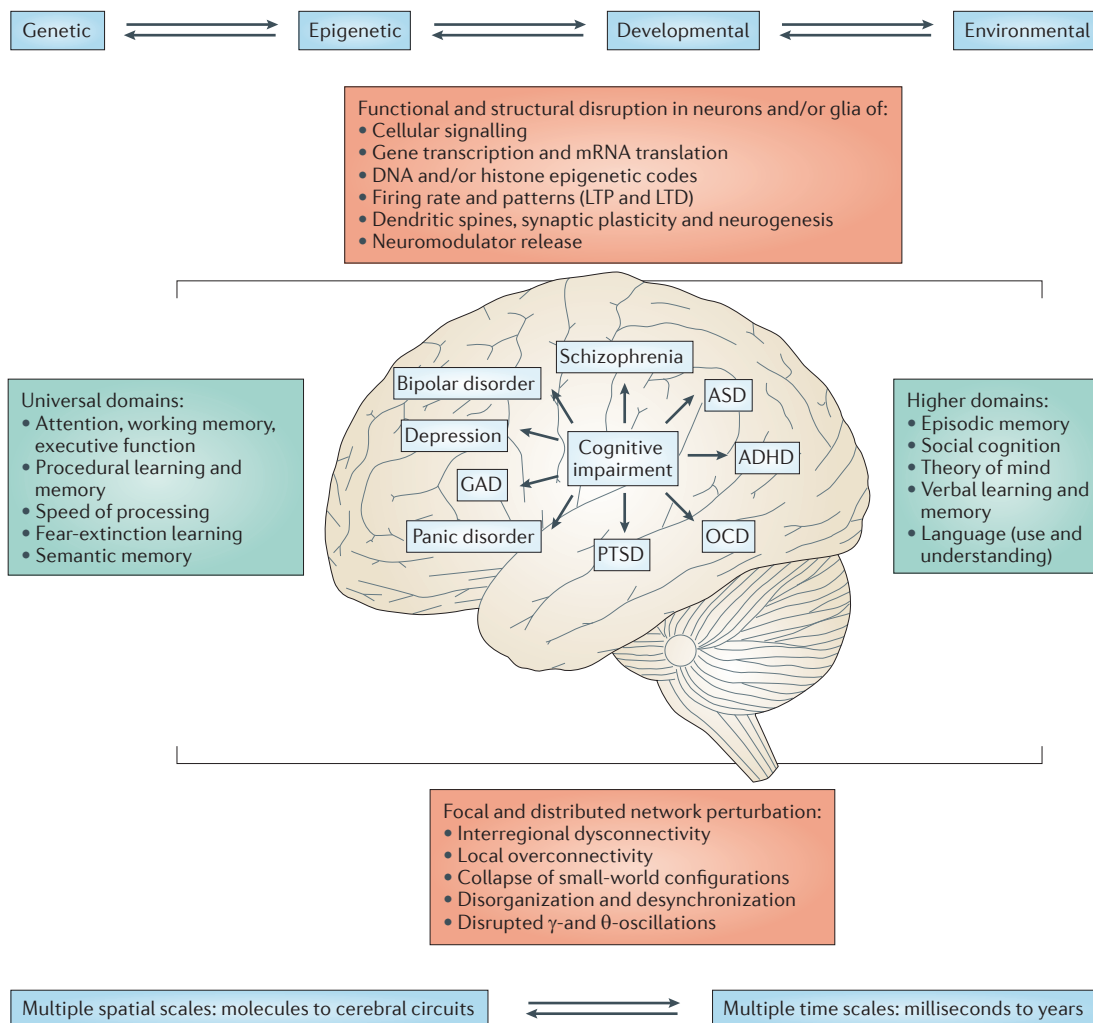 Genetic
Epigenetic
Developmental
Environmental
Functional and structural disruption in neurons and/or glia of:
• Cellular signalling
• Gene transcription and mRNA translation
• DNA and/or histone epigenetic codes
• Firing rate and patterns (LTP and LTD)
• Dendritic spines, synaptic plasticity and neurogenesis
• Neuromodulator release
Universal domains:
• Attention, working memory,
executive function
• Procedural learning and
memory
• Speed of processing
• Fear-extinction learning
• Semantic memory
Schizophrenia
Bipolar disorder
ASD
Depression
Cognitive
impairment
ADHD
GAD
Panic disorder
PTSD
OCD
Higher domains:
• Episodic memory
• Social cognition
• Theory of mind
• Verbal learning and
memory
• Language (use and
understanding)
Focal and distributed network perturbation:
• Interregional dysconnectivity
• Local overconnectivity
• Collapse of small-world configurations
• Disorganization and desynchronization
• Disrupted γ-and θ-oscillations
Multiple spatial scales: molecules to cerebral circuits
Multiple time scales: milliseconds to years